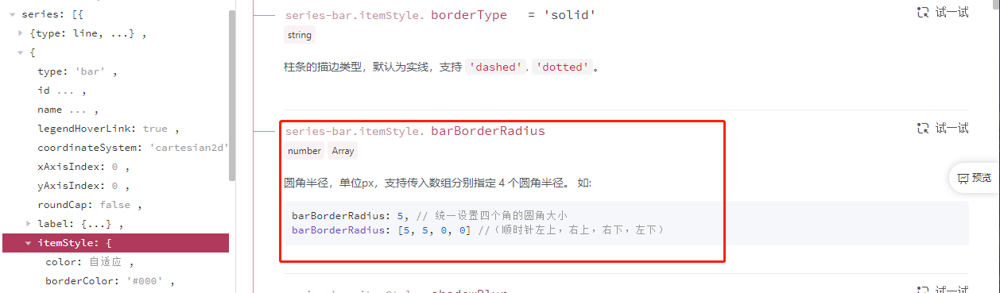 series: [{
{type: line, ...} ,
{
type: 'bar' ,
id ... ,
name ... ,
legendHoverLink: true ,
coordinateSystem: 'cartesian2d'
xAxisIndex: 0 ,
yAxisIndex: 0 ,
roundCap: false ,
label: {...} ,
itemStyle: {
color: 自适应 ,
borderColor: '#000' ,
series-bar.itemStyle. borderType = 'solid'
试一试
string
柱条的描边类型，默认为实线，支持 'dashed', 'dotted'。
series-bar.itemStyle. barBorderRadius
试一试
number Array
圆角半径，单位px，支持传入数组分别指定 4 个圆角半径。 如:
barBorderRadius: 5, // 统一设置四个角的圆角大小
barBorderRadius: [5, 5, 0, 0] //（顺时针左上，右上，右下，左下）
预览
series-bar.itemStyle. shadowBlur
试一试